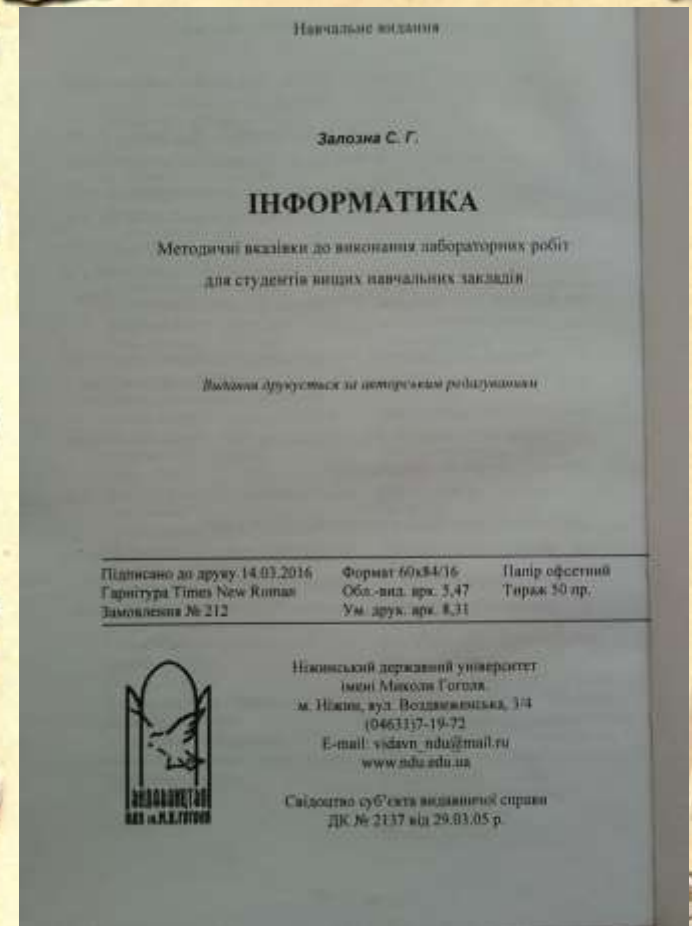 Навчальне видання
Залозна С. Г.
ІНФОРМАТИКА
Методичні вказівки до виконання лабораторних робіт
для студентів вищих навчальних закладів
Видання друкується за авторським редагуванням
Підписано до друку 14.03.2016 Формат 60х84/16 Папір офсетний
Гарнітура Times New Roman Обл.-вид. арк. 5,47 Тираж 50 пр.
Замовлення № 212 Ум. друк. арк. 8,31
Ніжинський державний університет
імені Миколи Гоголя.
м. Ніжин, вул. Воздвиженська, 3/4
(04631)7-19-72
E-mail: vidavn_ndu@mail.ru
www.ndu.edu.ua
ВИДАВНИЦТВО
НДУ ім.М.В.ГОГОЛЯ
Свідоцтво суб’єкта видавничої справи
ДК № 2137 від 29.03.05 р.